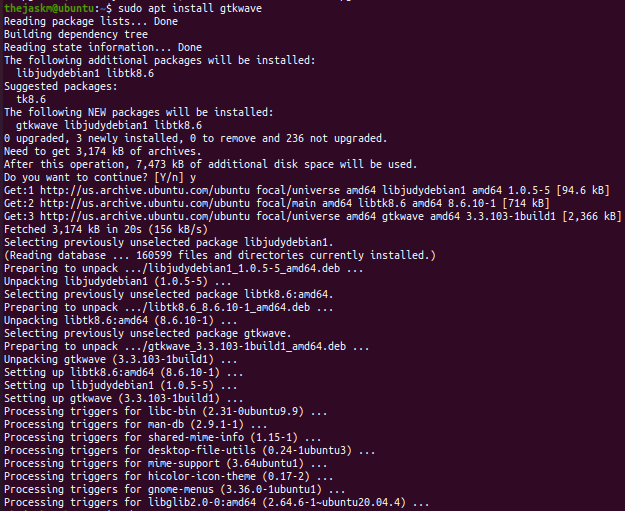 thejaskm@ubuntu:~$ sudo apt install gtkwave
Reading package lists... Done
Building dependency tree
Reading state information... Done
The following additional packages will be installed:
  libjudydebian1 libtk8.6
Suggested packages:
  tk8.6
The following NEW packages will be installed:
  gtkwave libjudydebian1 libtk8.6
0 upgraded, 3 newly installed, 0 to remove and 236 not upgraded.
Need to get 3,174 kB of archives.
After this operation, 7,473 kB of additional disk space will be used.
Do you want to continue? [Y/n] y
Get:1 http://us.archive.ubuntu.com/ubuntu focal/universe amd64 libjudydebian1 amd64 1.0.5-5 [94.6 kB]
Get:2 http://us.archive.ubuntu.com/ubuntu focal/main amd64 libtk8.6 amd64 8.6.10-1 [714 kB]
Get:3 http://us.archive.ubuntu.com/ubuntu focal/universe amd64 gtkwave amd64 3.3.103-1build1 [2,366 kB]
Fetched 3,174 kB in 20s (156 kB/s)
Selecting previously unselected package libjudydebian1.
(Reading database ... 160599 files and directories currently installed.)
Preparing to unpack .../libjudydebian1_1.0.5-5_amd64.deb ...
Unpacking libjudydebian1 (1.0.5-5) ...
Selecting previously unselected package libtk8.6:amd64.
Preparing to unpack .../libtk8.6_8.6.10-1_amd64.deb ...
Unpacking libtk8.6:amd64 (8.6.10-1) ...
Selecting previously unselected package gtkwave.
Preparing to unpack .../gtkwave_3.3.103-1build1_amd64.deb ...
Unpacking gtkwave (3.3.103-1build1) ...
Setting up libtk8.6:amd64 (8.6.10-1) ...
Setting up libjudydebian1 (1.0.5-5) ...
Setting up gtkwave (3.3.103-1build1) ...
Processing triggers for libc-bin (2.31-0ubuntu9.9) ...
Processing triggers for man-db (2.9.1-1) ...
Processing triggers for shared-mime-info (1.15-1) ...
Processing triggers for desktop-file-utils (0.24-1ubuntu3) ...
Processing triggers for mime-support (3.64ubuntu1) ...
Processing triggers for hicolor-icon-theme (0.17-2) ...
Processing triggers for gnome-menus (3.36.0-1ubuntu1) ...
Processing triggers for libglib2.0-0:amd64 (2.64.6-1~ubuntu20.04.4) ...